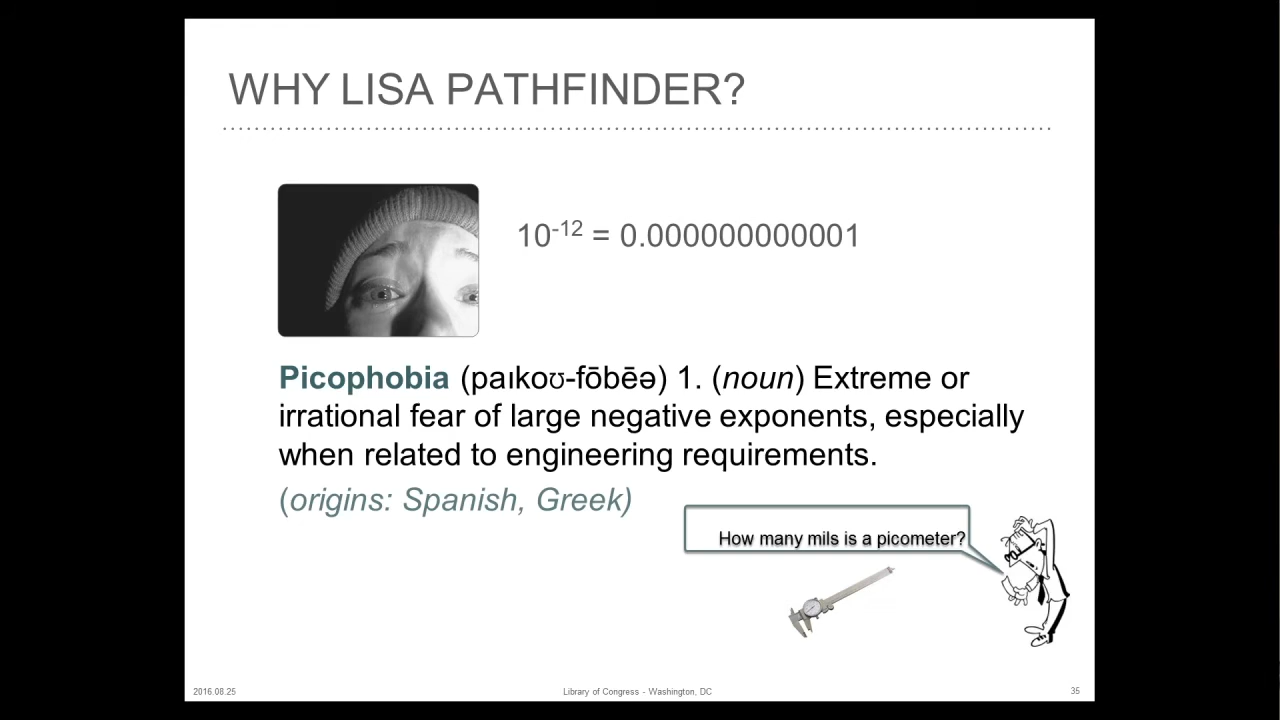 WHY LISA PATHFINDER?
10⁻¹² = 0.000000000001
Picophobia (paıkoʊ-fōbēə) 1. (noun) Extreme or
irrational fear of large negative exponents, especially
when related to engineering requirements.
(origins: Spanish, Greek)
How many mils is a picometer?
2016.08.25
Library of Congress - Washington, DC
35